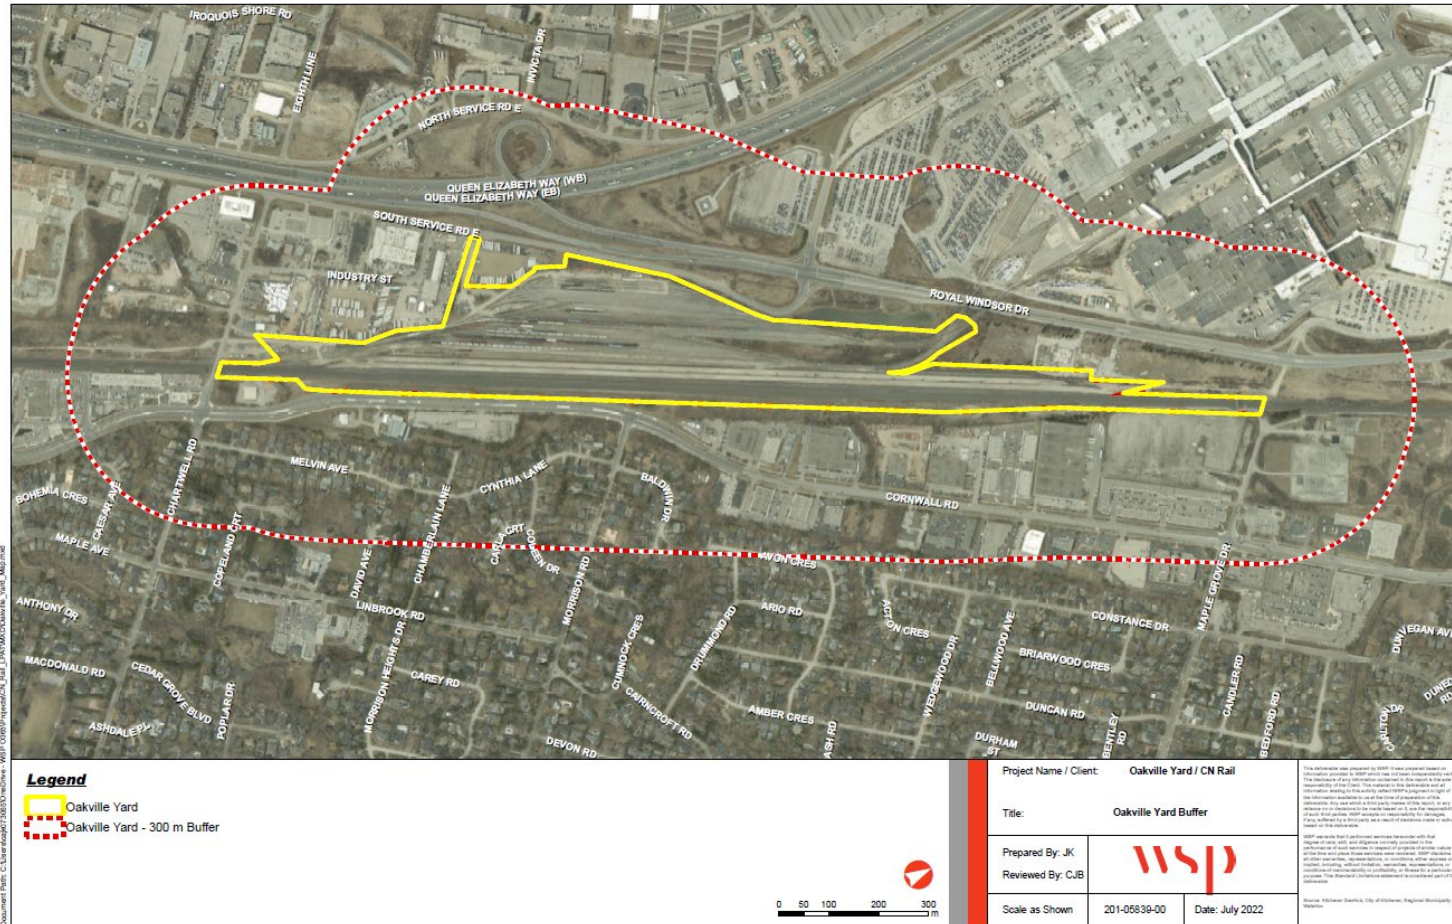 IROQUOIS SHORE RD
EIGHTH LINE
INVICTA DR
NORTH SERVICE RD E
QUEEN ELIZABETH WAY (WB)
QUEEN ELIZABETH WAY (EB)
SOUTH SERVICE RD E
INDUSTRY ST
ROYAL WINDSOR DR
CHARTWELL RD
MELVIN AVE
CYNTHIA LANE
BALDWIN DR
CORNWALL RD
BOHEMIA CRES
CAESAR AVE
MAPLE AVE
COPELAND CRT
DAVID AVE
CHAMBERLAIN LANE
CARLA CRT
COLEEN DR
MORRISON RD
AVON CRES
MAPLE GROVE DR
ANTHONY DR
LINBROOK RD
ARIO RD
ACTON CRES
CONSTANCE DR
MACDONALD RD
CEDAR GROVE BLVD
POPLAR DR
MORRISON HEIGHTS DR
CAREY RD
CUMNOCK CRES
DRUMMOND RD
CAIRNCROFT RD
WEDGEWOOD DR
BELLWOOD AVE
BRIARWOOD CRES
CANDLER RD
ASHDALE PL
DEVON RD
AMBER CRES
ASH RD
DUNCAN RD
DURHAM
ST
BENTLEY
RD
BEDFORD RD
CARLTON DR
Legend
Oakville Yard
Oakville Yard - 300 m Buffer
0 50 100 200 300
m
Project Name / Client: Oakville Yard / CN Rail
Title: Oakville Yard Buffer
Prepared By: JK
Reviewed By: CJB
wsp
Scale as Shown
201-05839-00
Date: July 2022